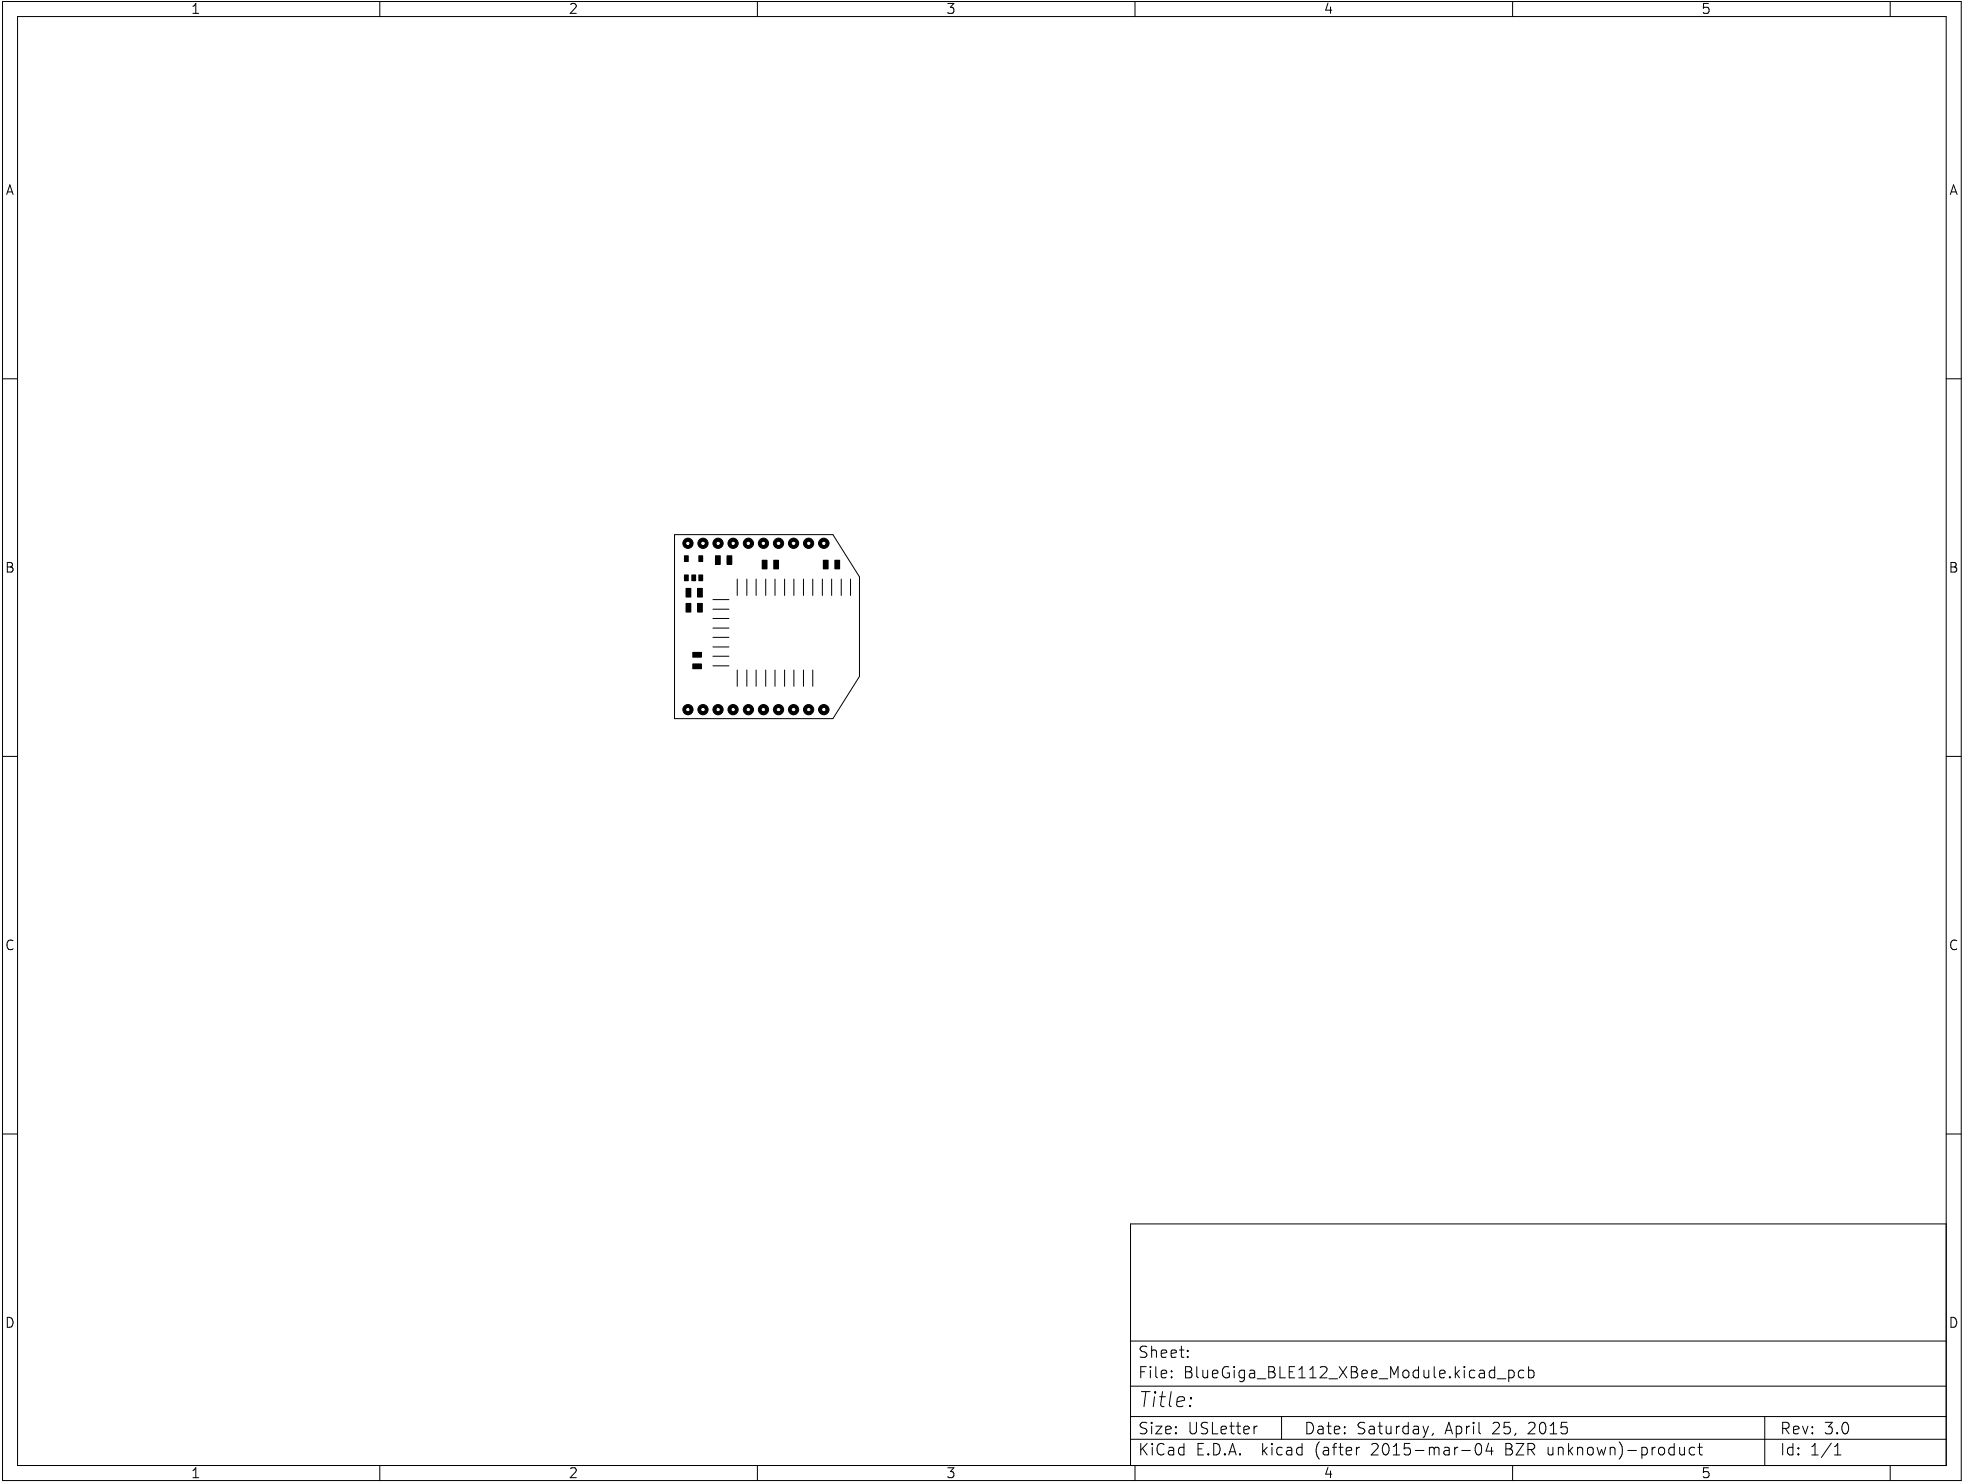 1 2 3 4 5
A A
B B
C C
D D
Sheet:
File: BlueGiga_BLE112_XBee_Module.kicad_pcb
Title:
Size: USLetter Date: Saturday, April 25, 2015 Rev: 3.0
KiCad E.D.A. kicad (after 2015-mar-04 BZR unknown)-product Id: 1/1
1 2 3 4 5